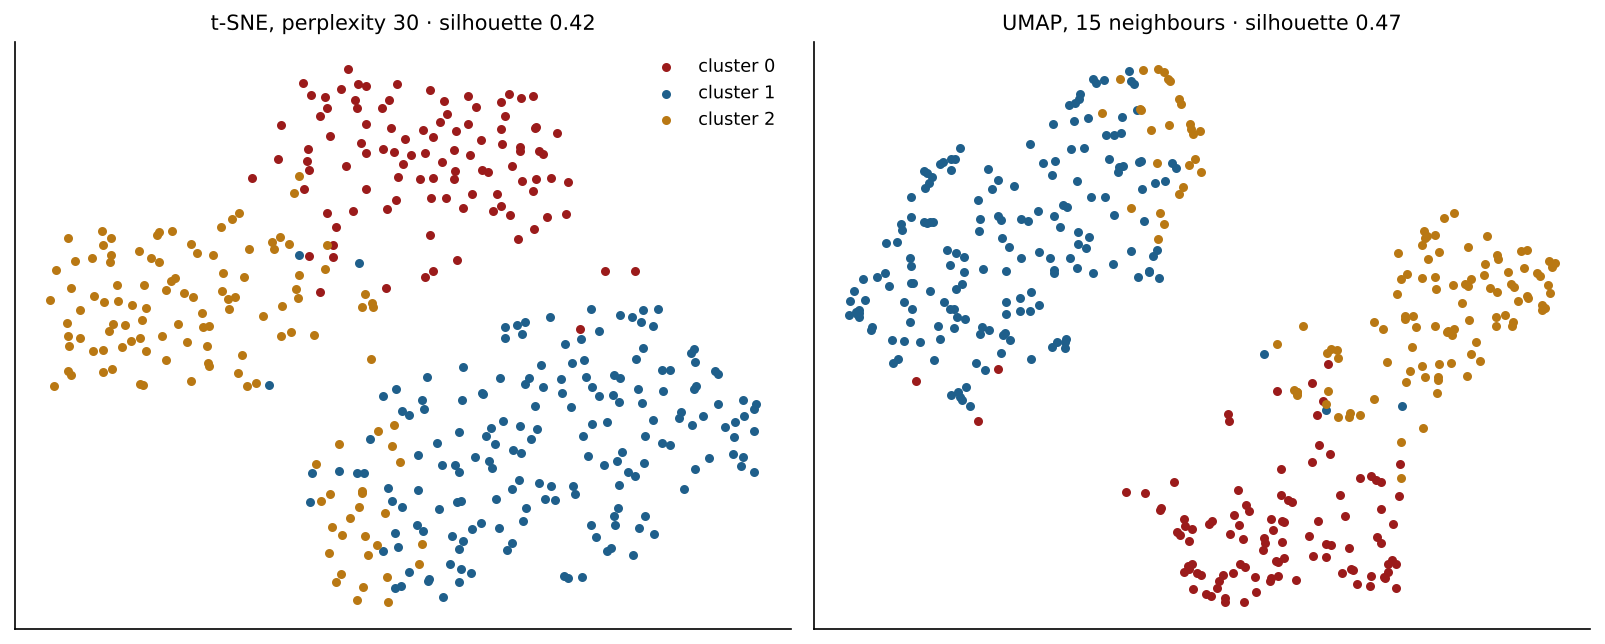 t-SNE, perplexity 30 · silhouette 0.42
cluster 0
cluster 1
cluster 2
UMAP, 15 neighbours · silhouette 0.47